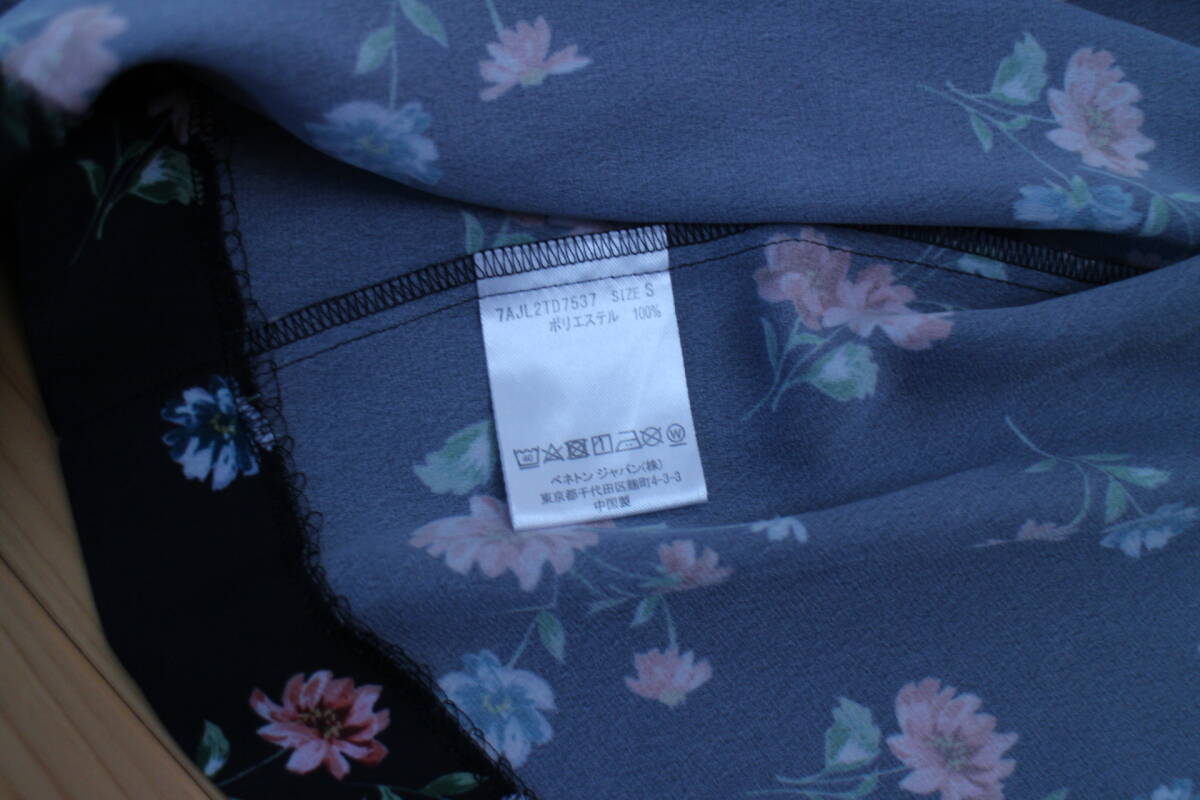 7AJL2TD7537 SIZE S
ポリエステル 100%
40 W
ベネトン ジャパン(株)
東京都千代田区麹町4-3-3
中国製